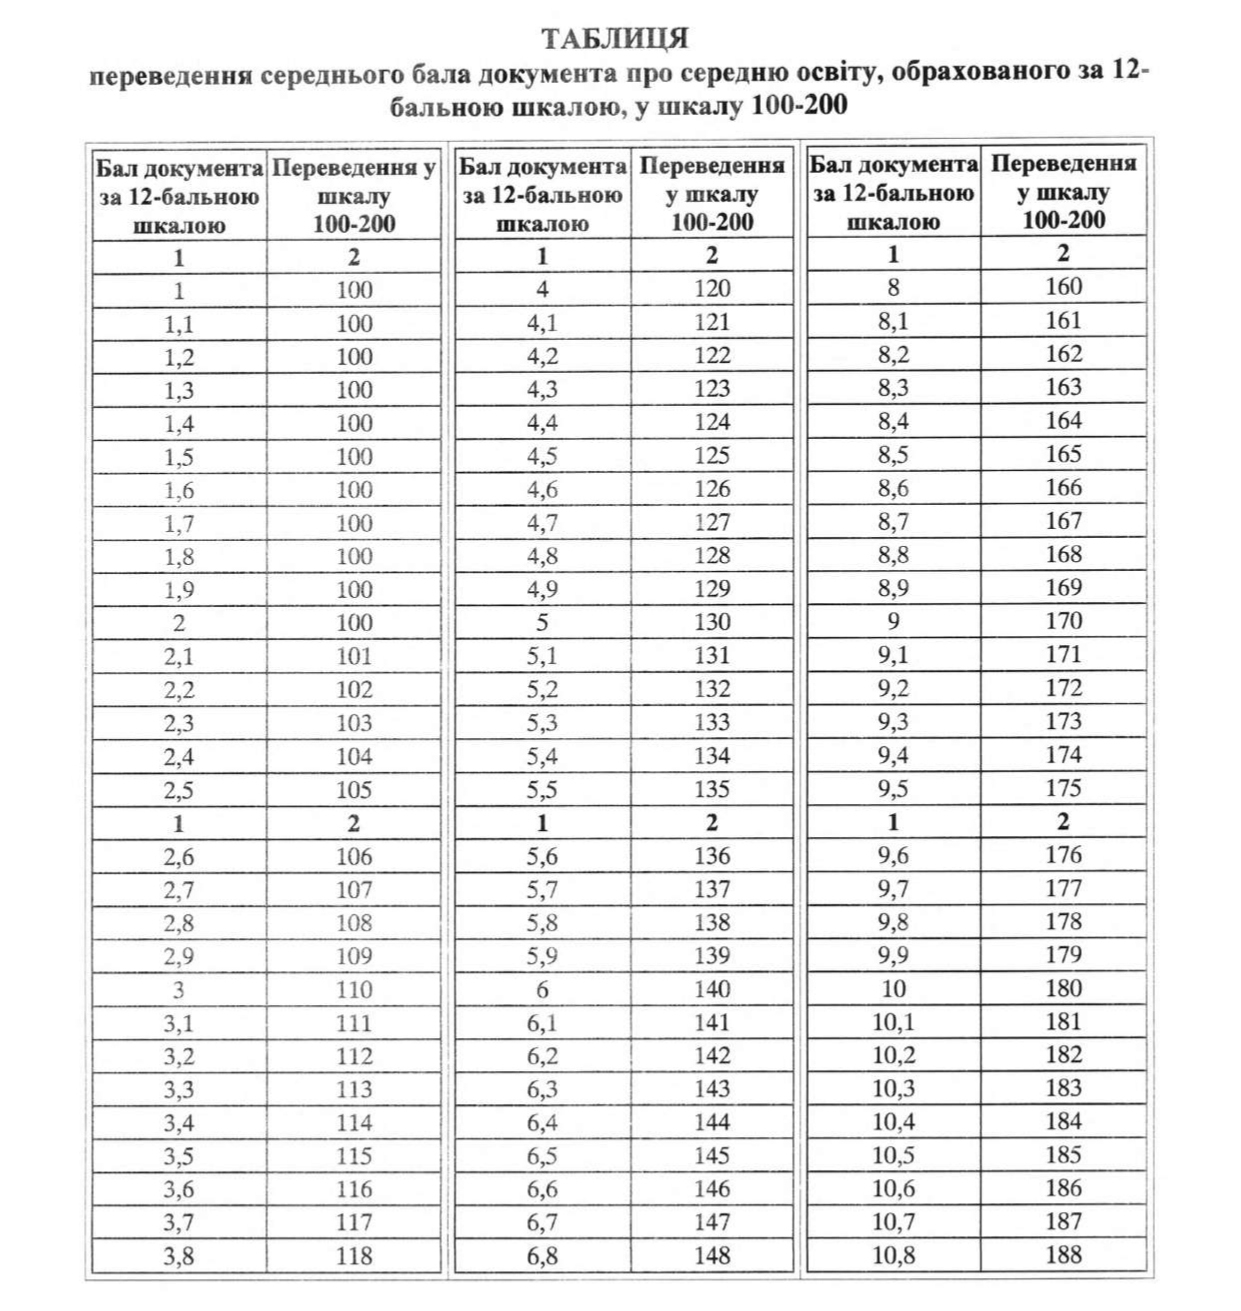 ТАБЛИЦЯ
переведення середнього бала документа про середню освіту, обрахованого за 12-
бальною шкалою, у шкалу 100-200
Бал документа Переведення у Бал документа Переведення Бал документа Переведення
за 12-бальною шкалу за 12-бальною у шкалу за 12-бальною у шкалу
шкалою 100-200 шкалою 100-200 шкалою 100-200
1 2 1 2 1 2
1 100 4 120 8 160
1,1 100 4,1 121 8,1 161
1,2 100 4,2 122 8,2 162
1,3 100 4,3 123 8,3 163
1,4 100 4,4 124 8,4 164
1,5 100 4,5 125 8,5 165
1,6 100 4,6 126 8,6 166
1,7 100 4,7 127 8,7 167
1,8 100 4,8 128 8,8 168
1,9 100 4,9 129 8,9 169
2 100 5 130 9 170
2,1 101 5,1 131 9,1 171
2,2 102 5,2 132 9,2 172
2,3 103 5,3 133 9,3 173
2,4 104 5,4 134 9,4 174
2,5 105 5,5 135 9,5 175
1 2 1 2 1 2
2,6 106 5,6 136 9,6 176
2,7 107 5,7 137 9,7 177
2,8 108 5,8 138 9,8 178
2,9 109 5,9 139 9,9 179
3 110 6 140 10 180
3,1 111 6,1 141 10,1 181
3,2 112 6,2 142 10,2 182
3,3 113 6,3 143 10,3 183
3,4 114 6,4 144 10,4 184
3,5 115 6,5 145 10,5 185
3,6 116 6,6 146 10,6 186
3,7 117 6,7 147 10,7 187
3,8 118 6,8 148 10,8 188